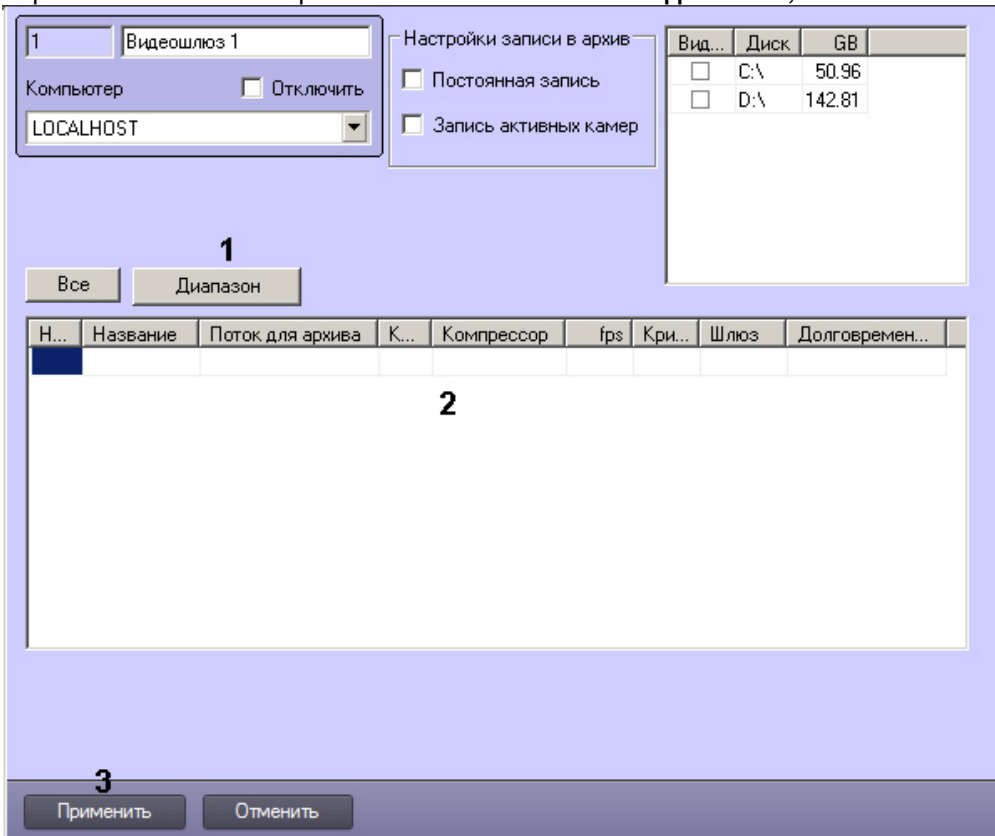 1 Видеошлюз 1
Компьютер Отключить
LOCALHOST
Настройки записи в архив
Постоянная запись
Запись активных камер
Вид... Диск GB
C:\ 50.96
D:\ 142.81
1
Все Диапазон
Н... Название Поток для архива К... Компрессор fps Кри... Шлюз Долговремен...
2
3
Применить Отменить